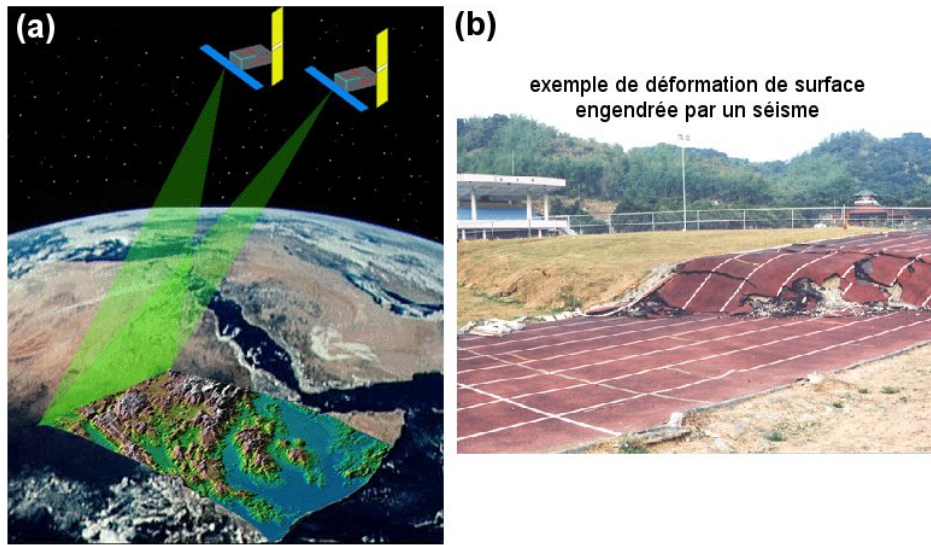 (a)
(b)
exemple de déformation de surface
engendrée par un séisme